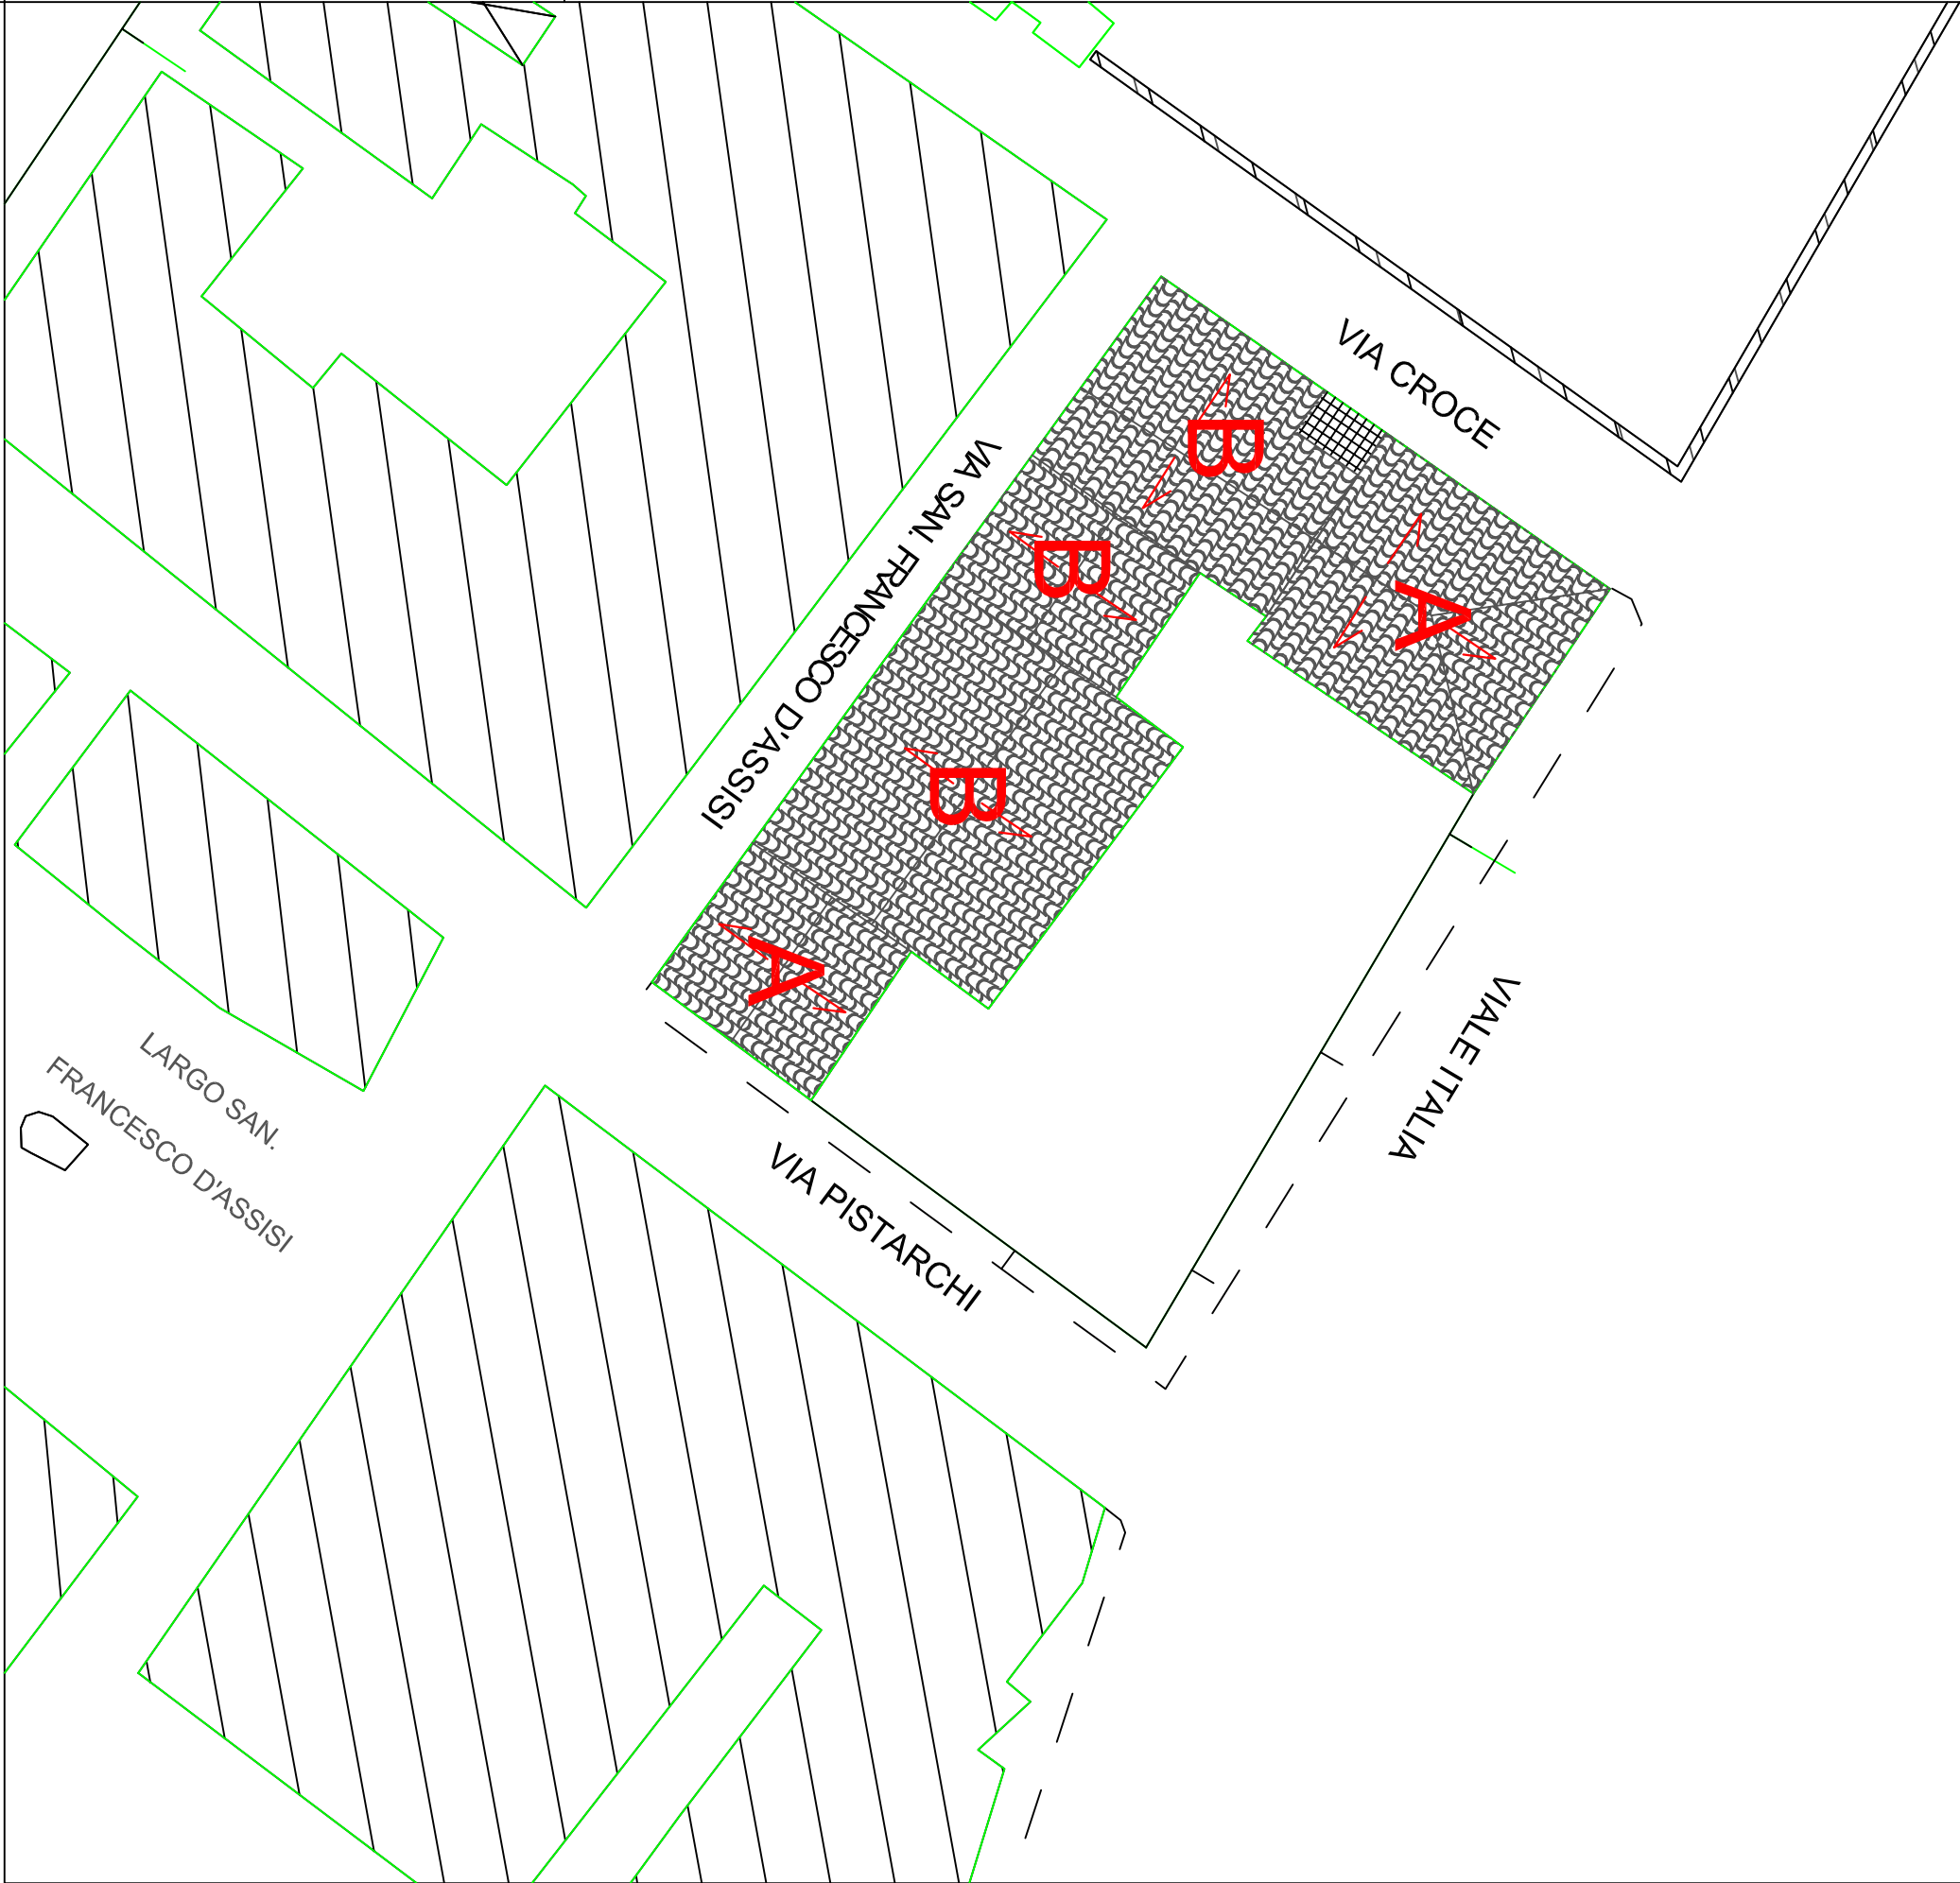 VIA CROCE
B
VIA SAN. FRANCESCO D'ASSISI
B
A
B
A
VIALE ITALIA
LARGO SAN.
FRANCESCO D'ASSISI
VIA PISTARCHI